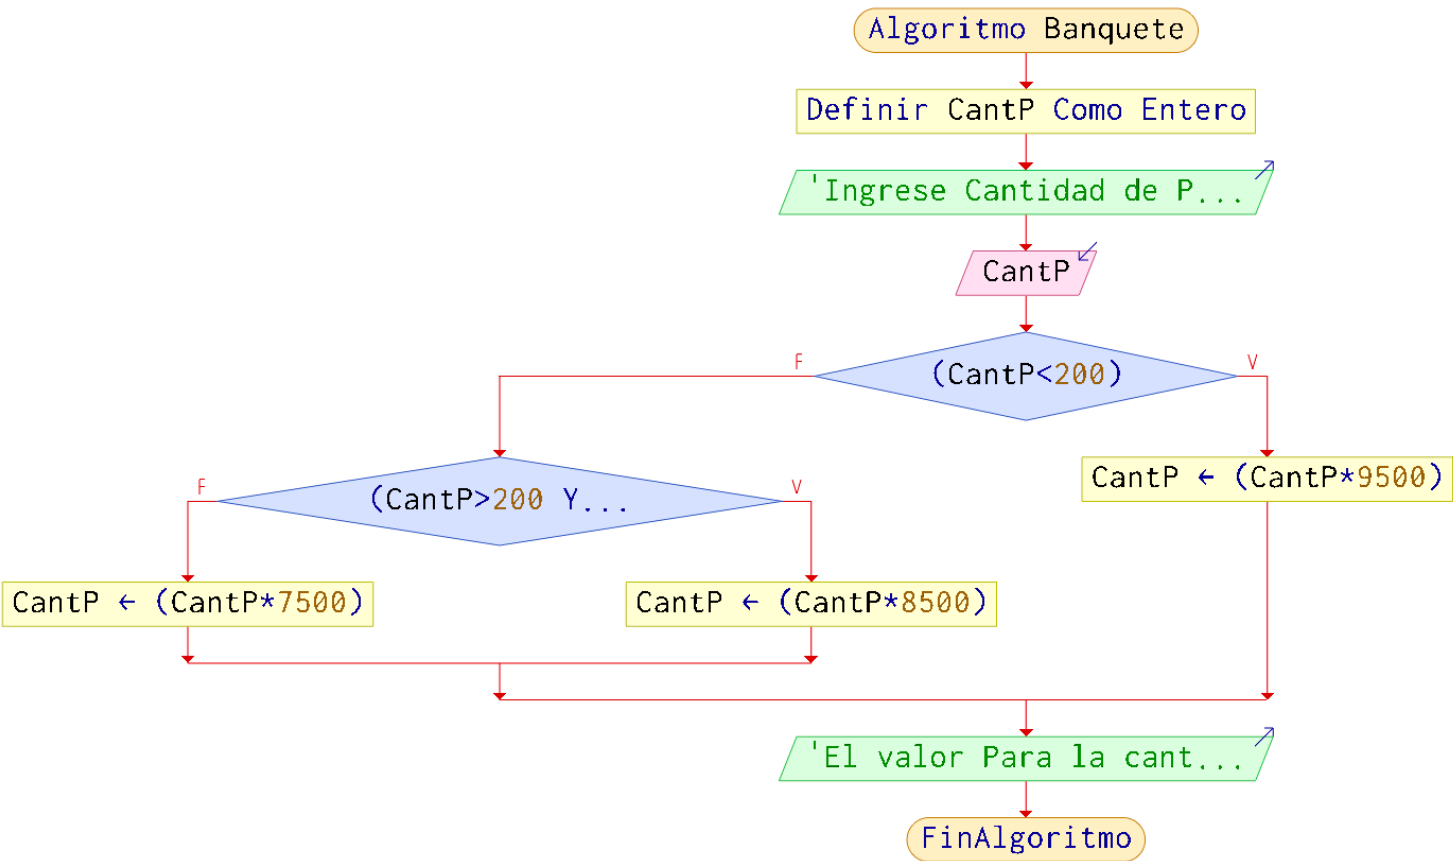 Algoritmo Banquete
Definir CantP Como Entero
'Ingrese Cantidad de P...
CantP
(CantP<200)
F
V
CantP ← (CantP*9500)
(CantP>200 Y...
F
V
CantP ← (CantP*7500)
CantP ← (CantP*8500)
'El valor Para la cant...
FinAlgoritmo